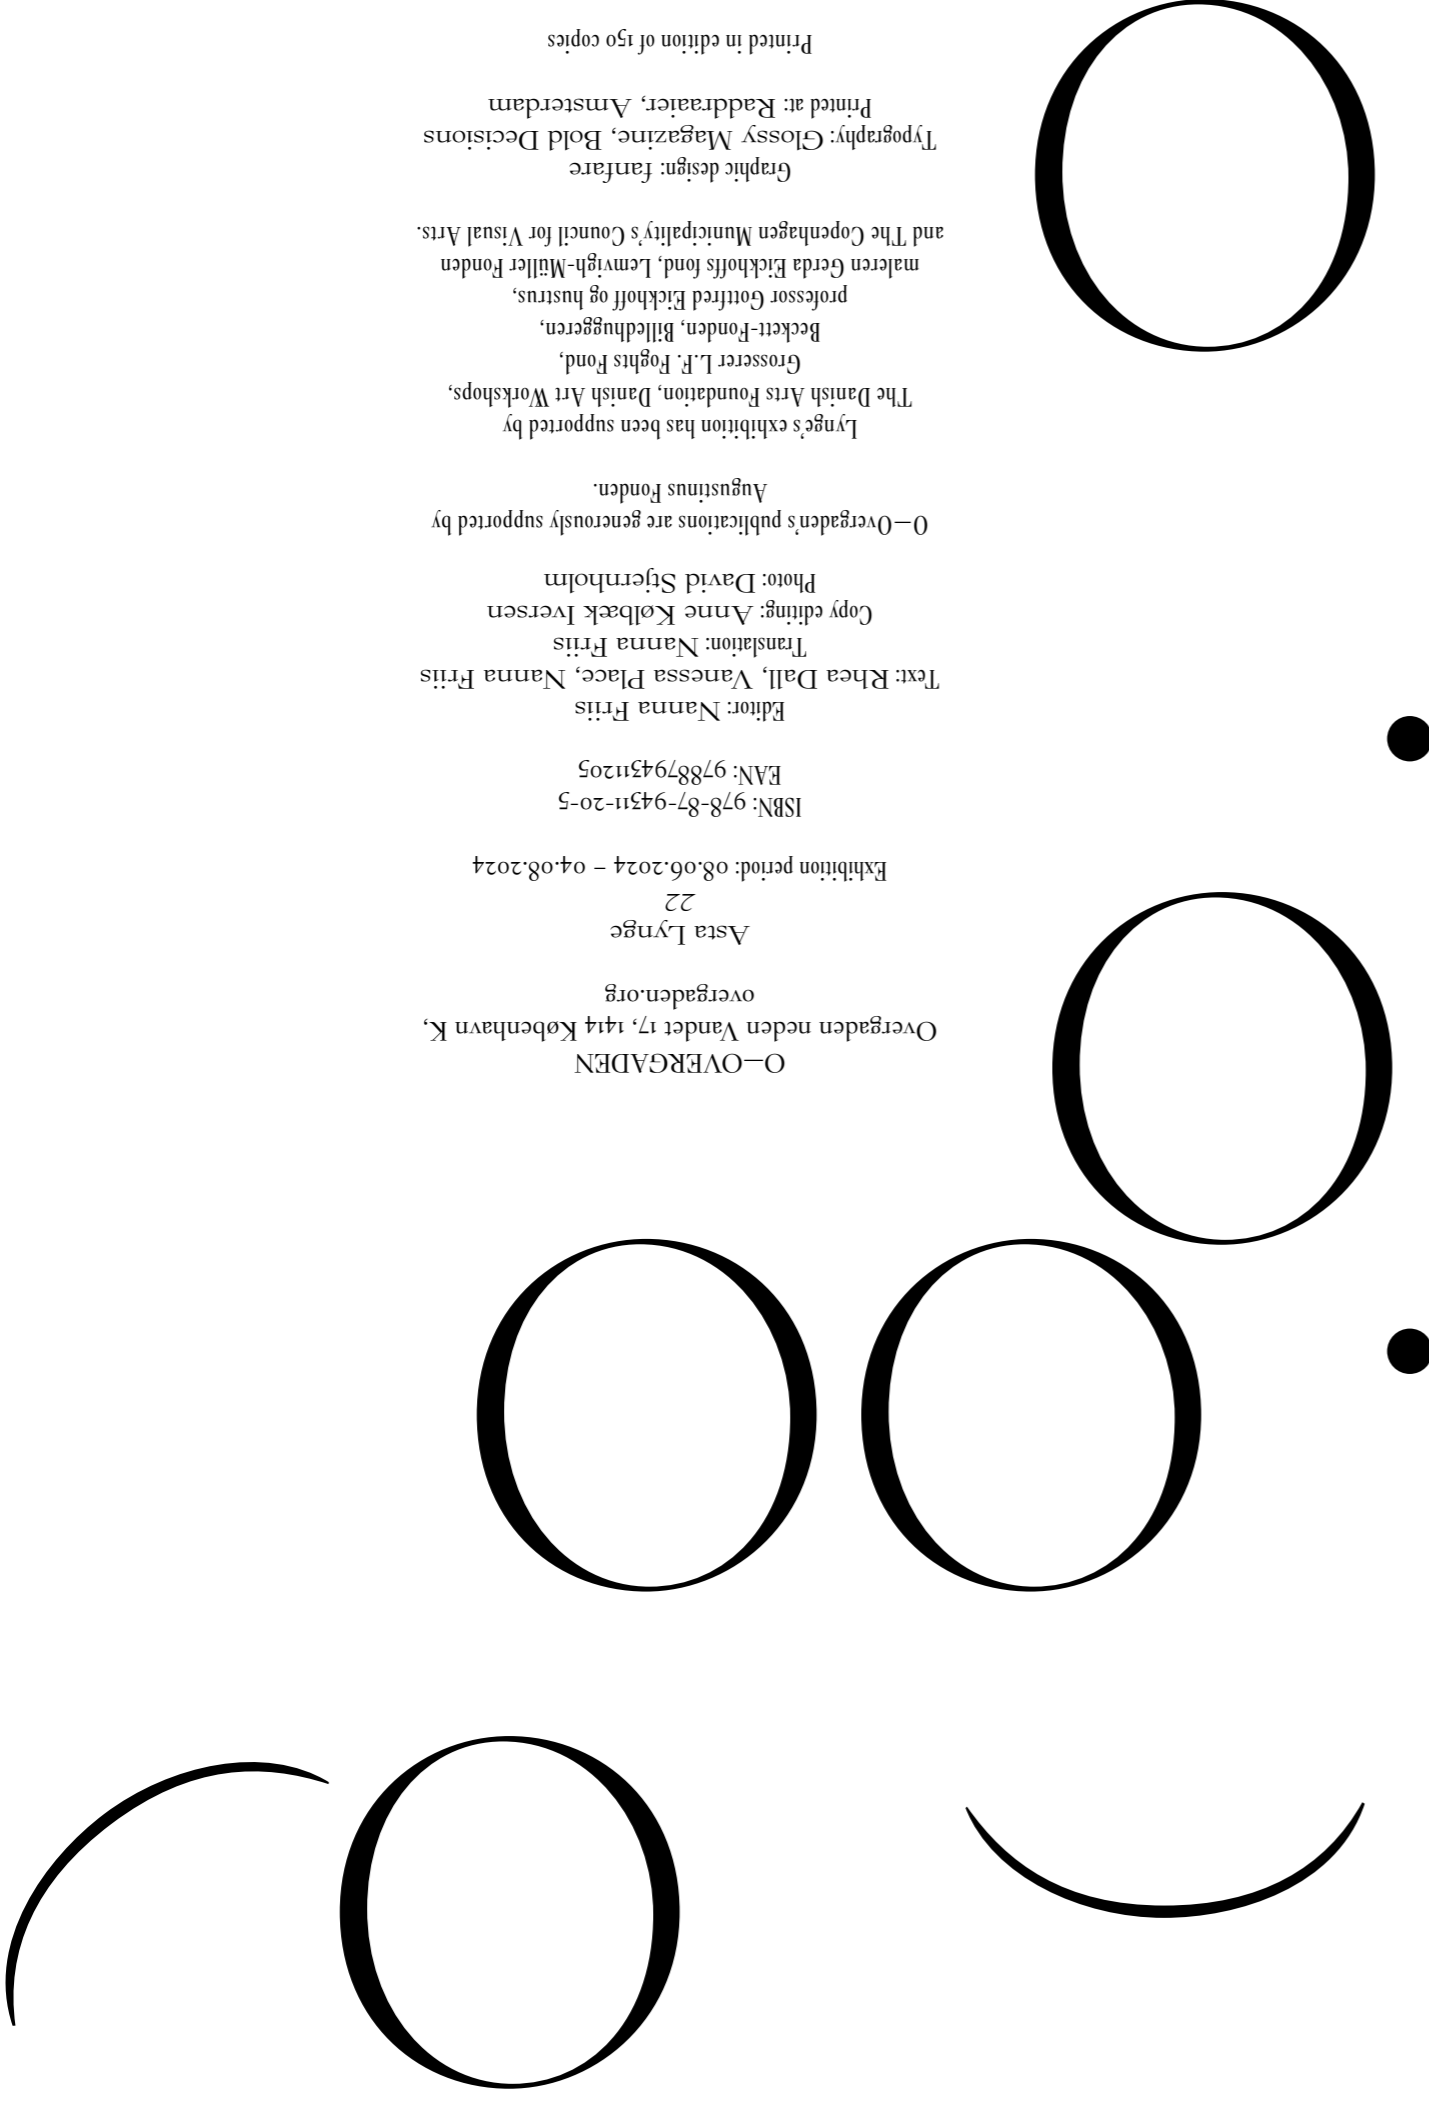 O—OVERGADEN
Overgaden neden Vandet 17, 1414 København K,
overgaden.org
Asta Lynge
22
Exhibition period: 08.06.2024 – 04.08.2024
ISBN: 978-87-94311-20-5
EAN: 9788794311205
Editor: Nanna Friis
Text: Rhea Dall, Vanessa Place, Nanna Friis
Translation: Nanna Friis
Copy editing: Anne Kølbæk Iversen
Photo: David Stjernholm
O—Overgaden’s publications are generously supported by
Augustinus Fonden.
Lynge’s exhibition has been supported by
The Danish Arts Foundation, Danish Art Workshops,
Grosserer L.F. Foghts Fond,
Beckett-Fonden, Billedhuggeren,
professor Gottfred Eickhoff og hustrus,
maleren Gerda Eickhoffs fond, Lemvigh-Müller Fonden
and The Copenhagen Municipality’s Council for Visual Arts.
Graphic design: fanfare
Typography: Glossy Magazine, Bold Decisions
Printed at: Raddraaier, Amsterdam
Printed in edition of 150 copies
O
O
O O
O